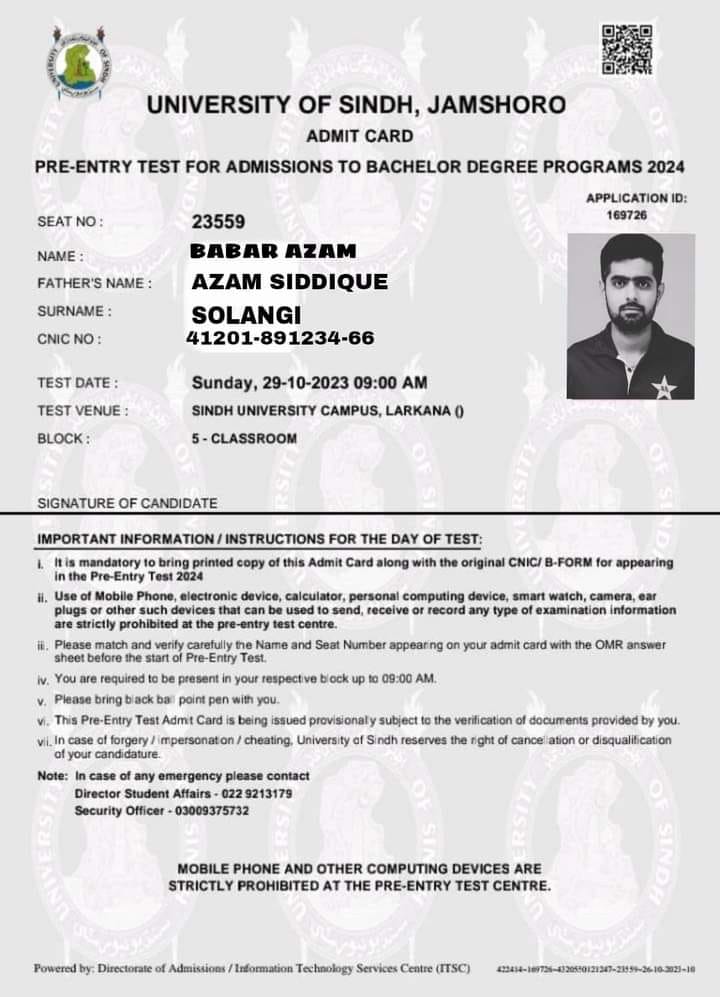 UNIVERSITY OF SINDH, JAMSHORO
ADMIT CARD
PRE-ENTRY TEST FOR ADMISSIONS TO BACHELOR DEGREE PROGRAMS 2024
APPLICATION ID:
169726
SEAT NO : 23559
NAME : BABAR AZAM
FATHER'S NAME : AZAM SIDDIQUE
SURNAME : SOLANGI
CNIC NO : 41201-891234-66
TEST DATE : Sunday, 29-10-2023 09:00 AM
TEST VENUE : SINDH UNIVERSITY CAMPUS, LARKANA ()
BLOCK : 5 - CLASSROOM
SIGNATURE OF CANDIDATE
IMPORTANT INFORMATION / INSTRUCTIONS FOR THE DAY OF TEST:
i. It is mandatory to bring printed copy of this Admit Card along with the original CNIC/ B-FORM for appearing
in the Pre-Entry Test 2024
ii. Use of Mobile Phone, electronic device, calculator, personal computing device, smart watch, camera, ear
plugs or other such devices that can be used to send, receive or record any type of examination information
are strictly prohibited at the pre-entry test centre.
iii. Please match and verify carefully the Name and Seat Number appearing on your admit card with the OMR answer
sheet before the start of Pre-Entry Test.
iv. You are required to be present in your respective block up to 09:00 AM.
v. Please bring black ball point pen with you.
vi. This Pre-Entry Test Admit Card is being issued provisionally subject to the verification of documents provided by you.
vii. In case of forgery / impersonation / cheating, University of Sindh reserves the right of cancellation or disqualification
of your candidature.
Note: In case of any emergency please contact
Director Student Affairs - 022 9213179
Security Officer - 03009375732
MOBILE PHONE AND OTHER COMPUTING DEVICES ARE
STRICTLY PROHIBITED AT THE PRE-ENTRY TEST CENTRE.
Powered by: Directorate of Admissions / Information Technology Services Centre (ITSC) 422414~169726~4320550121247~23559~26-10-2023~10